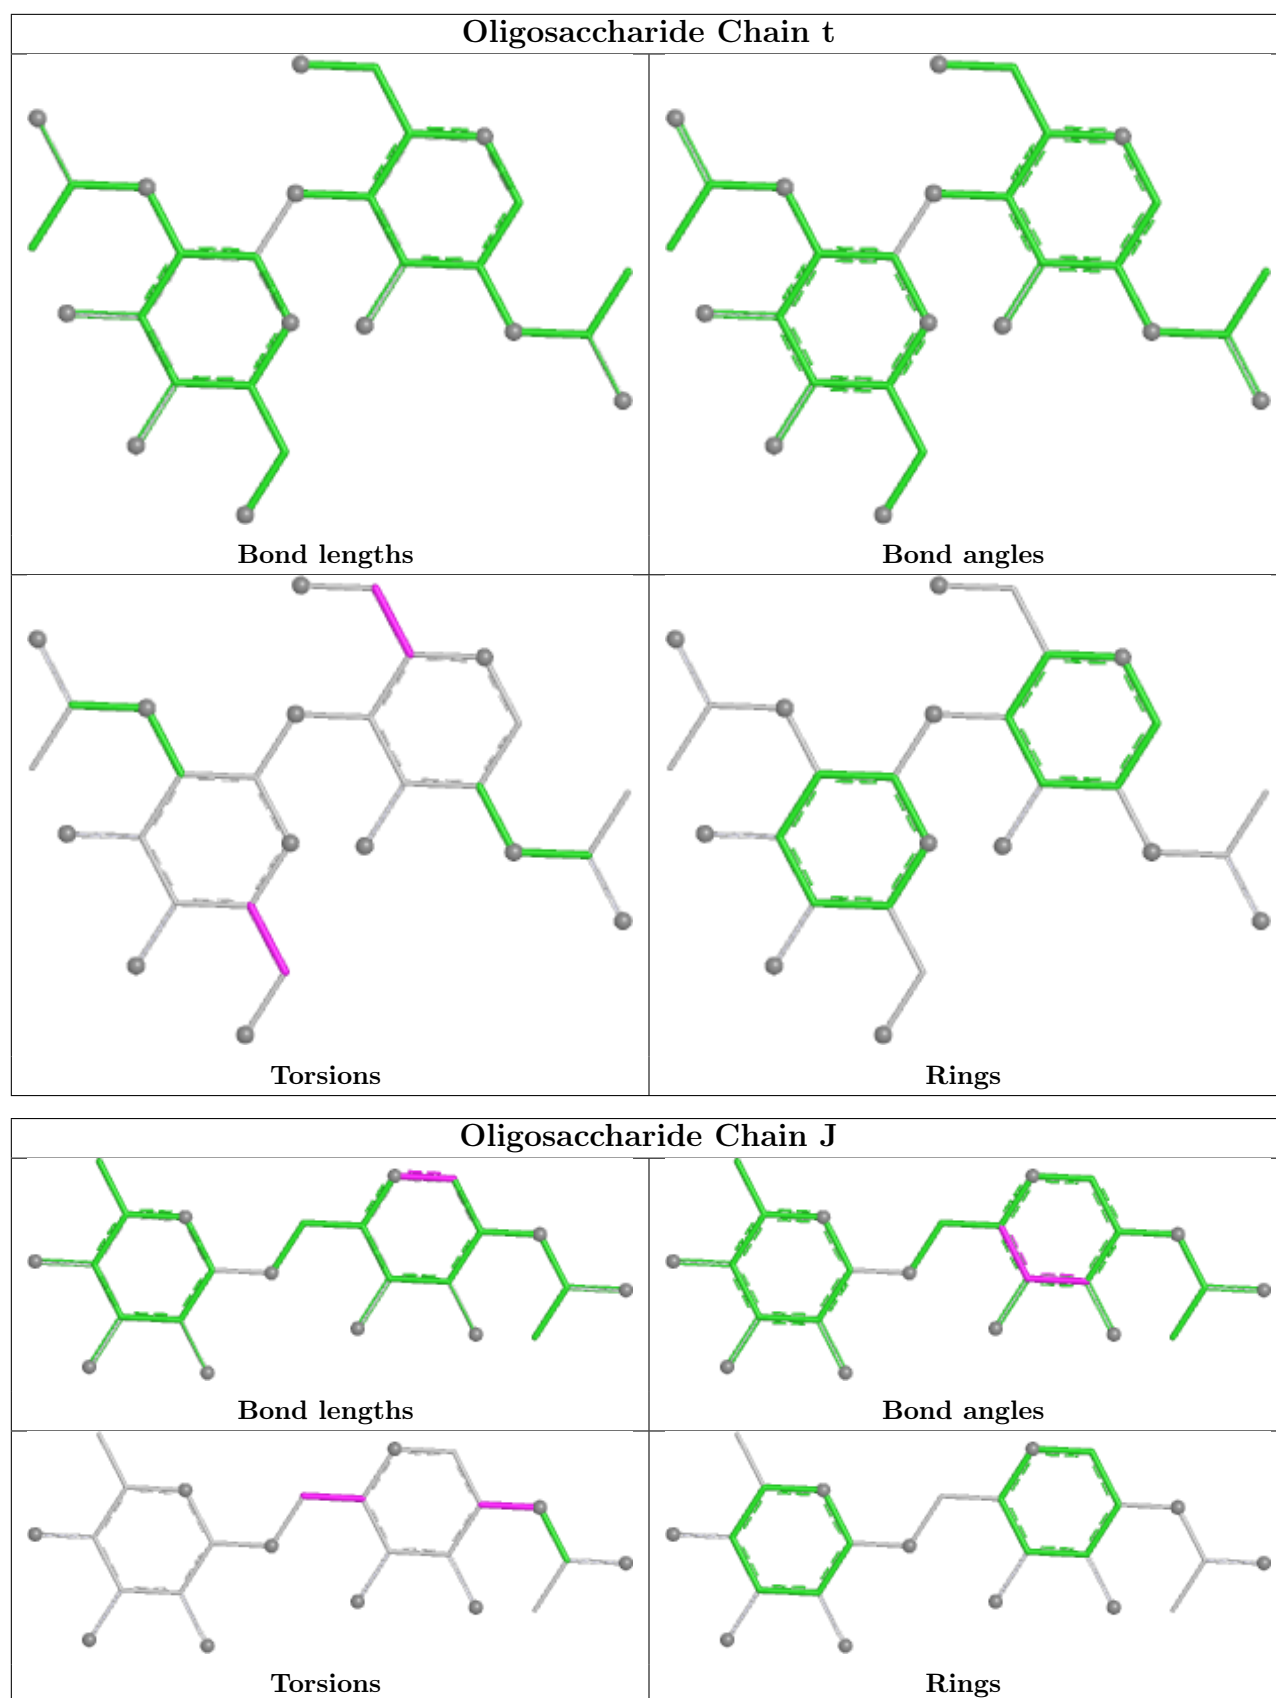 Oligosaccharide Chain t
Bond lengths
Bond angles
Torsions
Rings
Oligosaccharide Chain J
Bond lengths
Bond angles
Torsions
Rings